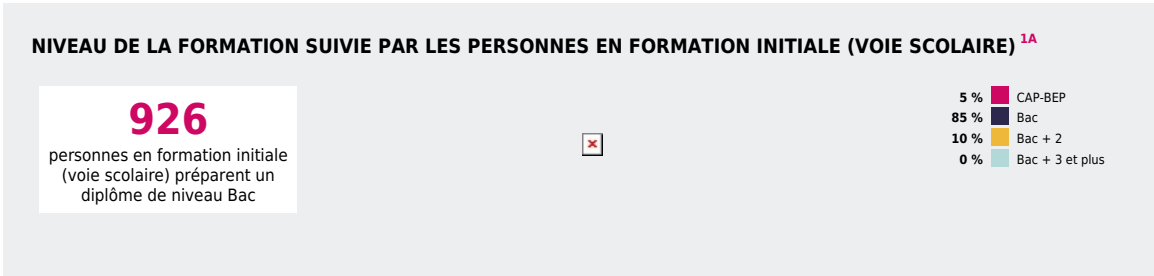 NIVEAU DE LA FORMATION SUIVIE PAR LES PERSONNES EN FORMATION INITIALE (VOIE SCOLAIRE) 1A
926
personnes en formation initiale
(voie scolaire) préparent un
diplôme de niveau Bac
5 % CAP-BEP
85 % Bac
10 % Bac + 2
0 % Bac + 3 et plus